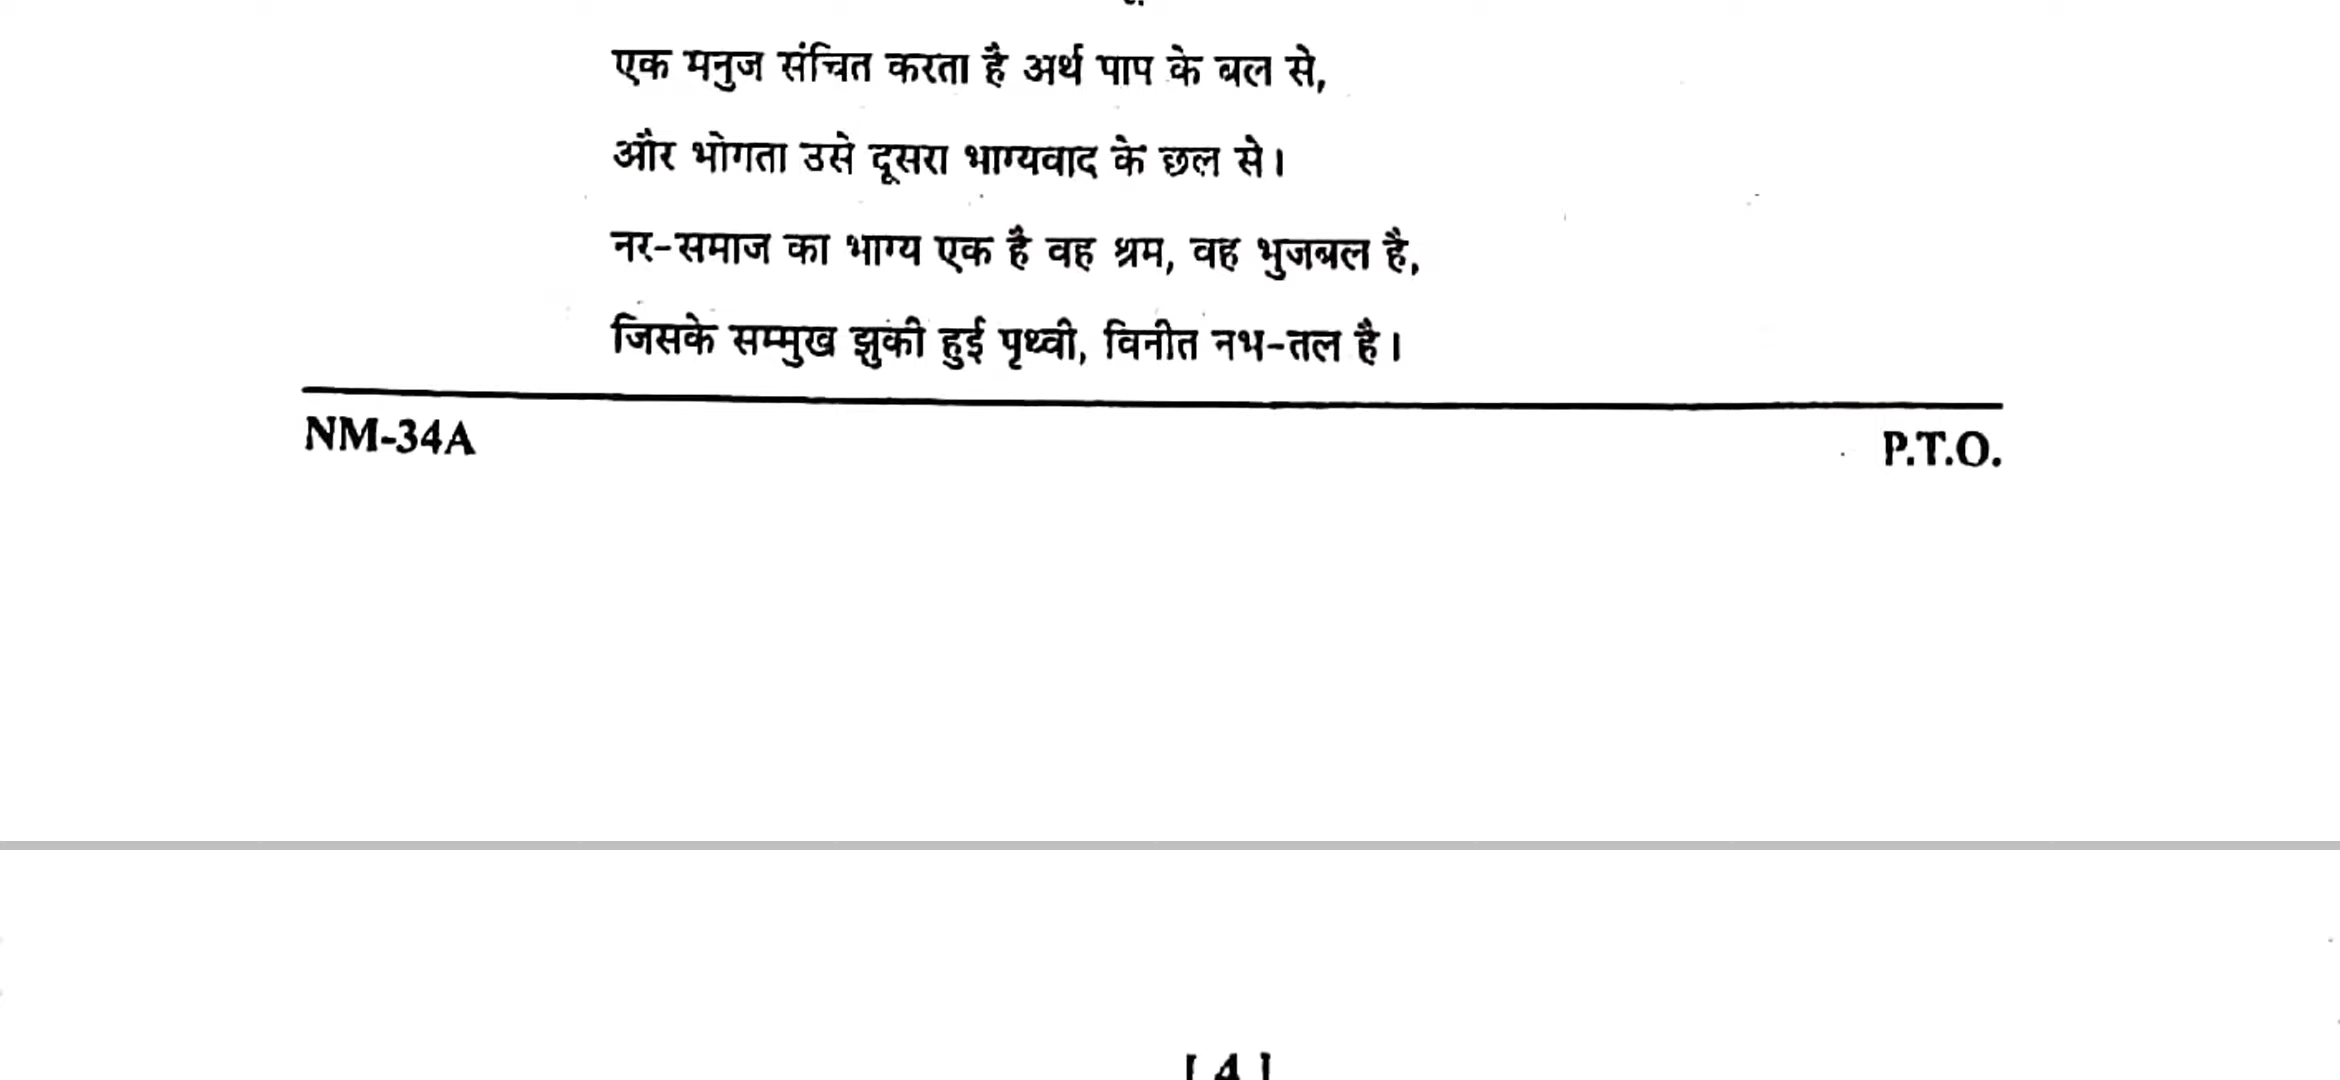 एक मनुज संचित करता है अर्थ पाप के बल से,
और भोगता उसे दूसरा भाग्यवाद के छल से।
नर-समाज का भाग्य एक है वह श्रम, वह भुजबल है,
जिसके सम्मुख झुकी हुई पृथ्वी, विनीत नभ-तल है।
NM-34A P.T.O.
[ 4 ]